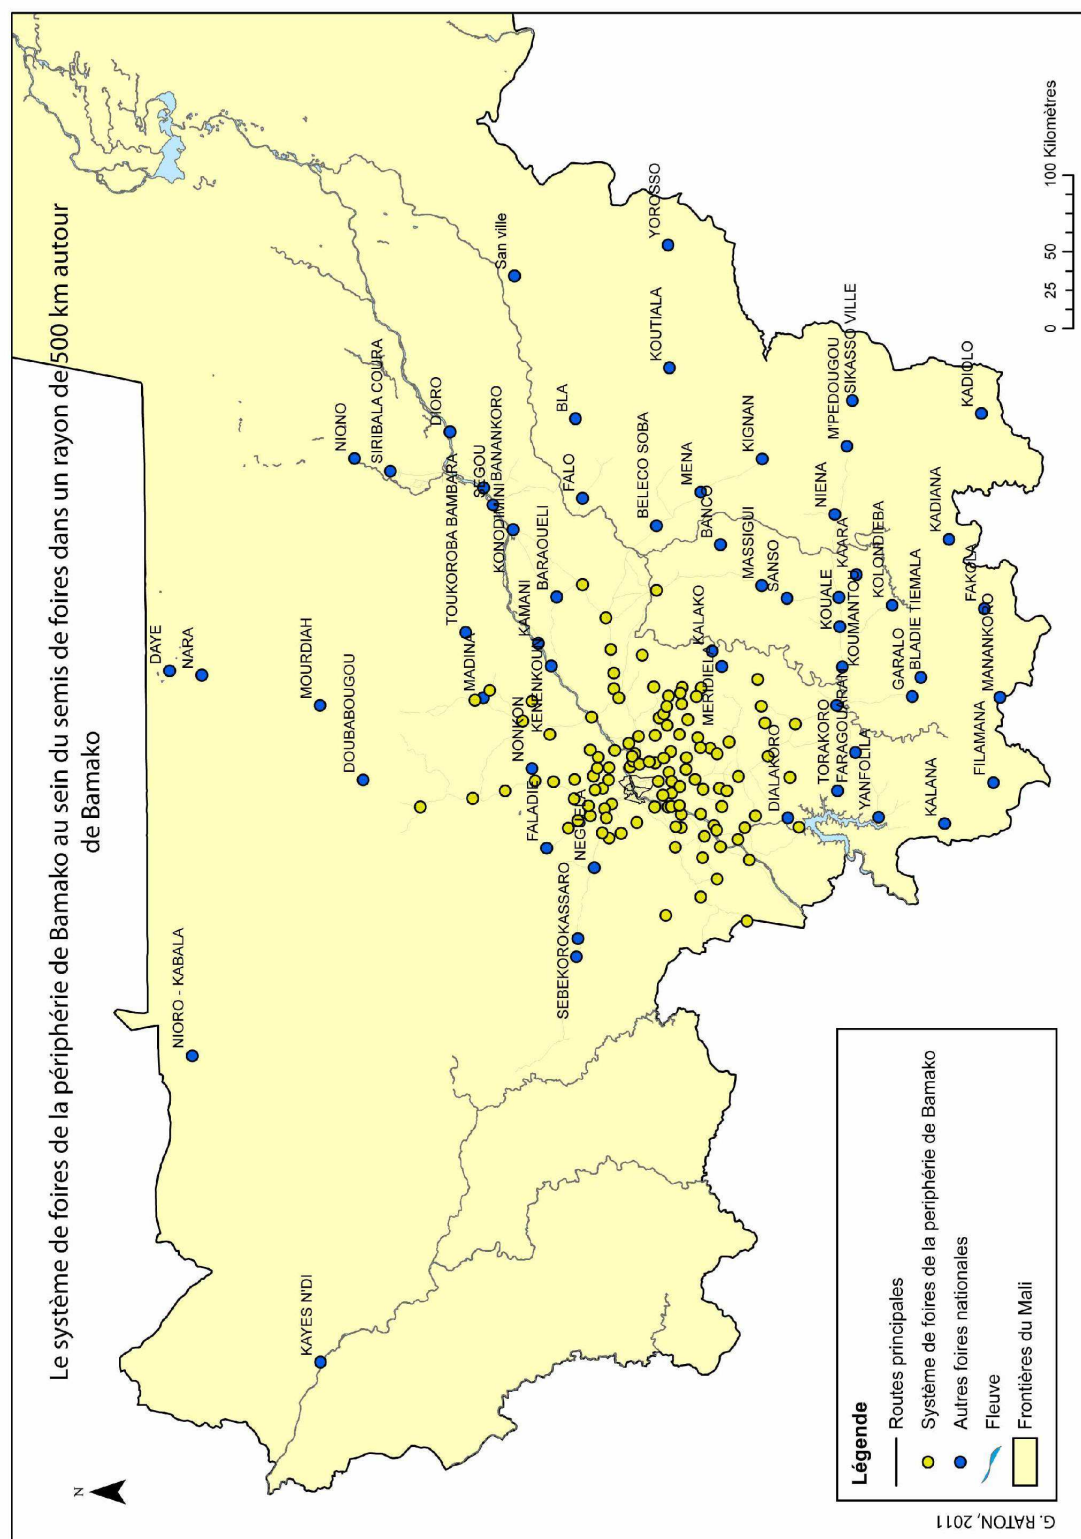 Le système de foires de la périphérie de Bamako au sein du semis de foires dans un rayon de 500 km autour
de Bamako
N
DAYE
NARA
NIORO - KABALA
MOURDIAH
KAYES N'DI
NIONO
DOUBABOUGOU
SIRIBALA COURA
DIORO
TOUKOROBA BAMBARA
MADINA
SEGOU
BANANKORO
KONODIMINI
San ville
KAMANI
NONKON
KENENKOUN
BARAOUELI
FALADIE
BLA
FALO
NEGUELA
SEBEKOROKASSARO
BELECO SOBA
YOROSSO
KOUTIALA
MENA
BANCO
KALAKO
MERIDIELA
KIGNAN
MASSIGUI
SANSO
DIALAKORO
M'PEDOUGOU
SIKASSO VILLE
NIENA
KAARA
KOUALE
KOUMANTOU
TORAKORO
FARAGOUARAN
YANFOLILA
KOLONDIEBA
BLADIE TIEMALA
GARALO
KALANA
KADIANA
KADIOLO
FAKOLA
MANANKORO
FILAMANA
0 25 50 100 Kilomètres
Légende
Routes principales
Système de foires de la periphérie de Bamako
Autres foires nationales
Fleuve
Frontières du Mali
G. RATON, 2011